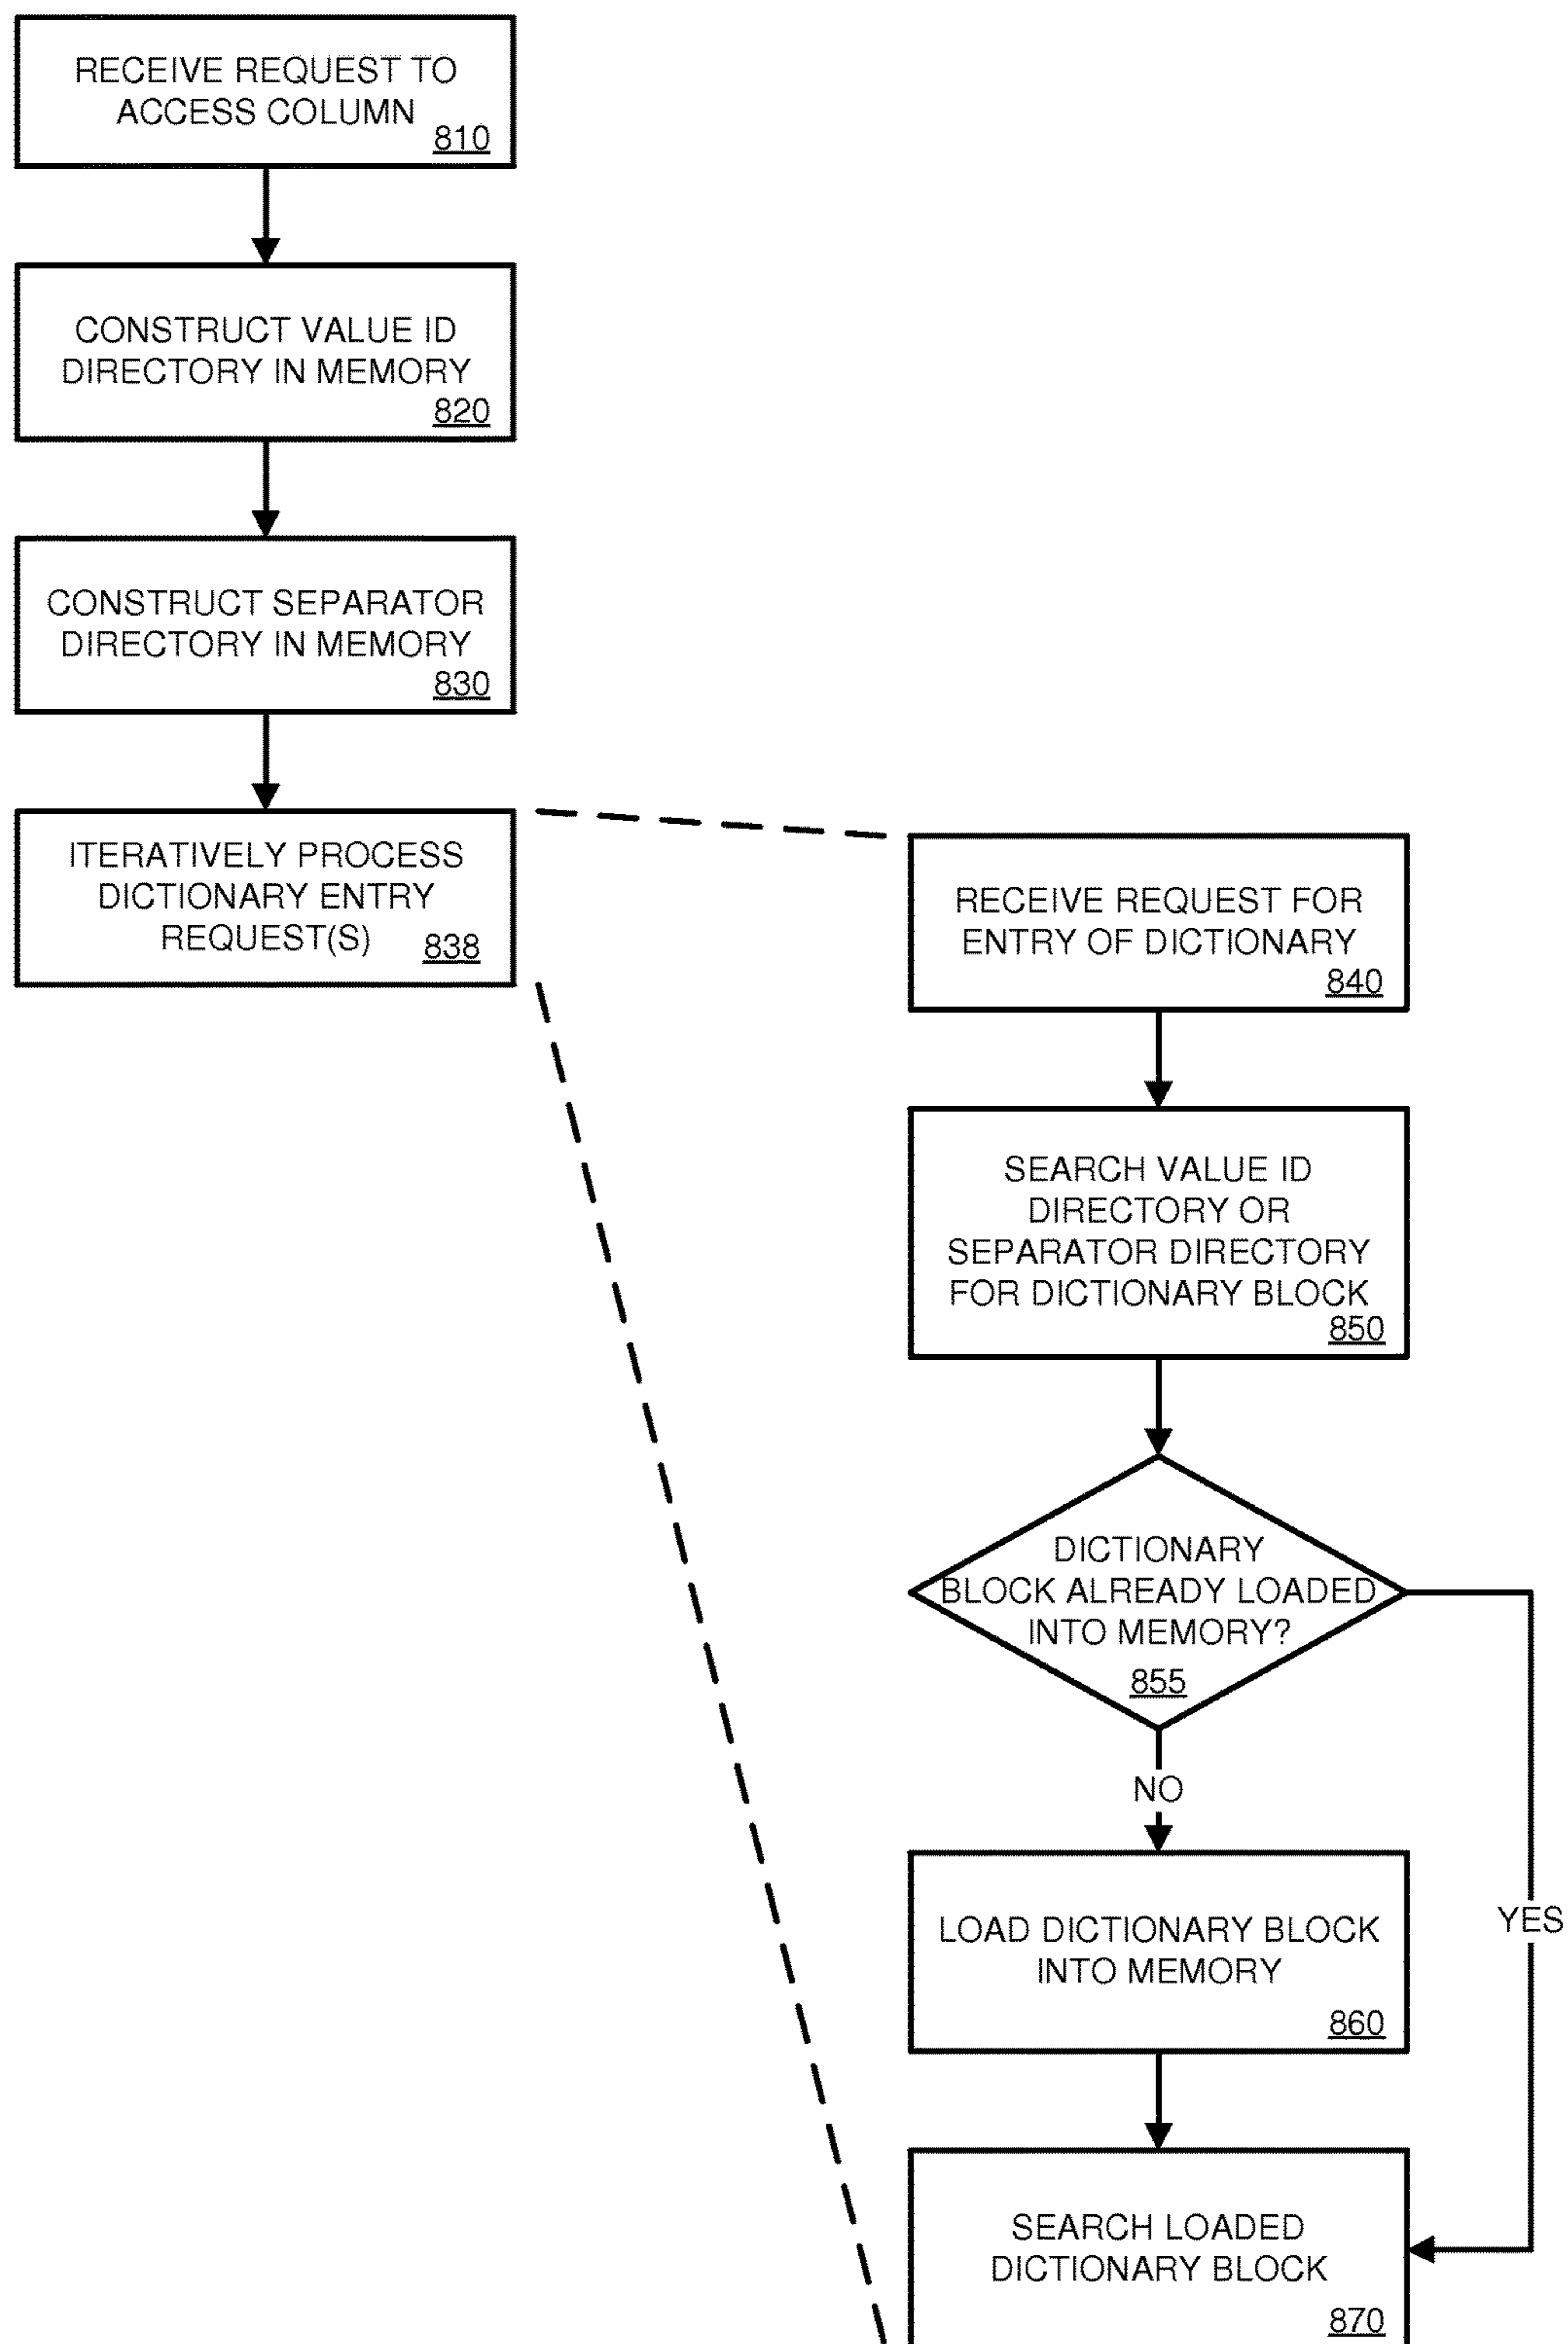 RECEIVE REQUEST TO
ACCESS COLUMN
810
CONSTRUCT VALUE ID
DIRECTORY IN MEMORY
820
CONSTRUCT SEPARATOR
DIRECTORY IN MEMORY
830
ITERATIVELY PROCESS
DICTIONARY ENTRY
REQUEST(S) 838
RECEIVE REQUEST FOR
ENTRY OF DICTIONARY
840
SEARCH VALUE ID
DIRECTORY OR
SEPARATOR DIRECTORY
FOR DICTIONARY BLOCK
850
DICTIONARY
BLOCK ALREADY LOADED
INTO MEMORY?
855
NO
LOAD DICTIONARY BLOCK
INTO MEMORY
860
YES
SEARCH LOADED
DICTIONARY BLOCK
870